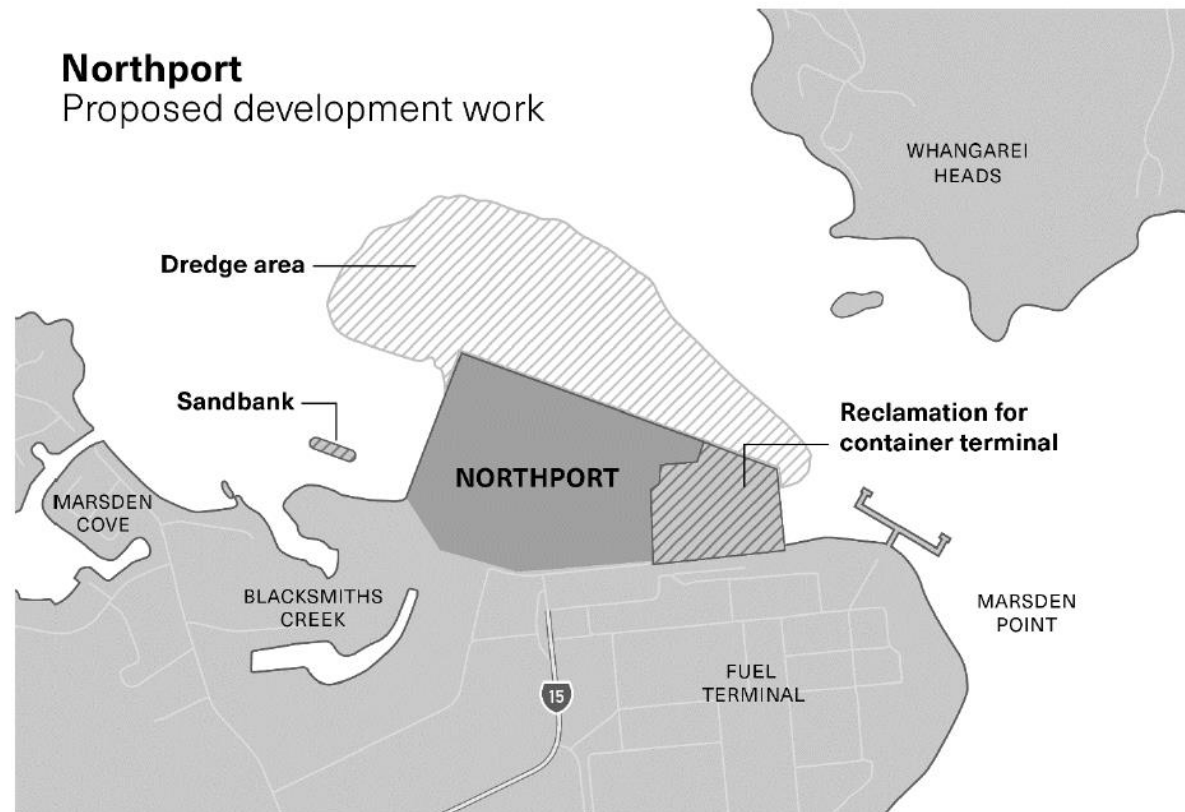 Northport
Proposed development work
WHANGAREI
HEADS
Dredge area
Sandbank
Reclamation for
container terminal
NORTHPORT
MARSDEN
COVE
BLACKSMITHS
CREEK
MARSDEN
POINT
FUEL
TERMINAL
15